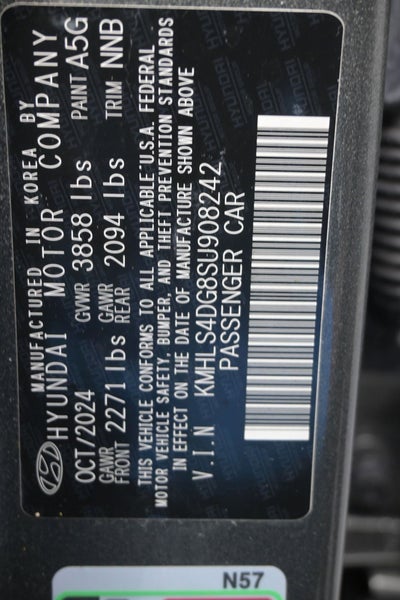 MANUFACTURED IN KOREA BY
HYUNDAI MOTOR COMPANY
OCT/2024 GVWR 3858 lbs PAINT A5G
GAWR FRONT 2271 lbs GAWR REAR 2094 lbs TRIM NNB
THIS VEHICLE CONFORMS TO ALL APPLICABLE U.S.A. FEDERAL
MOTOR VEHICLE SAFETY, BUMPER, AND THEFT PREVENTION STANDARDS
IN EFFECT ON THE DATE OF MANUFACTURE SHOWN ABOVE
V.I.N KMHLS4DG8SU908242
PASSENGER CAR
N57